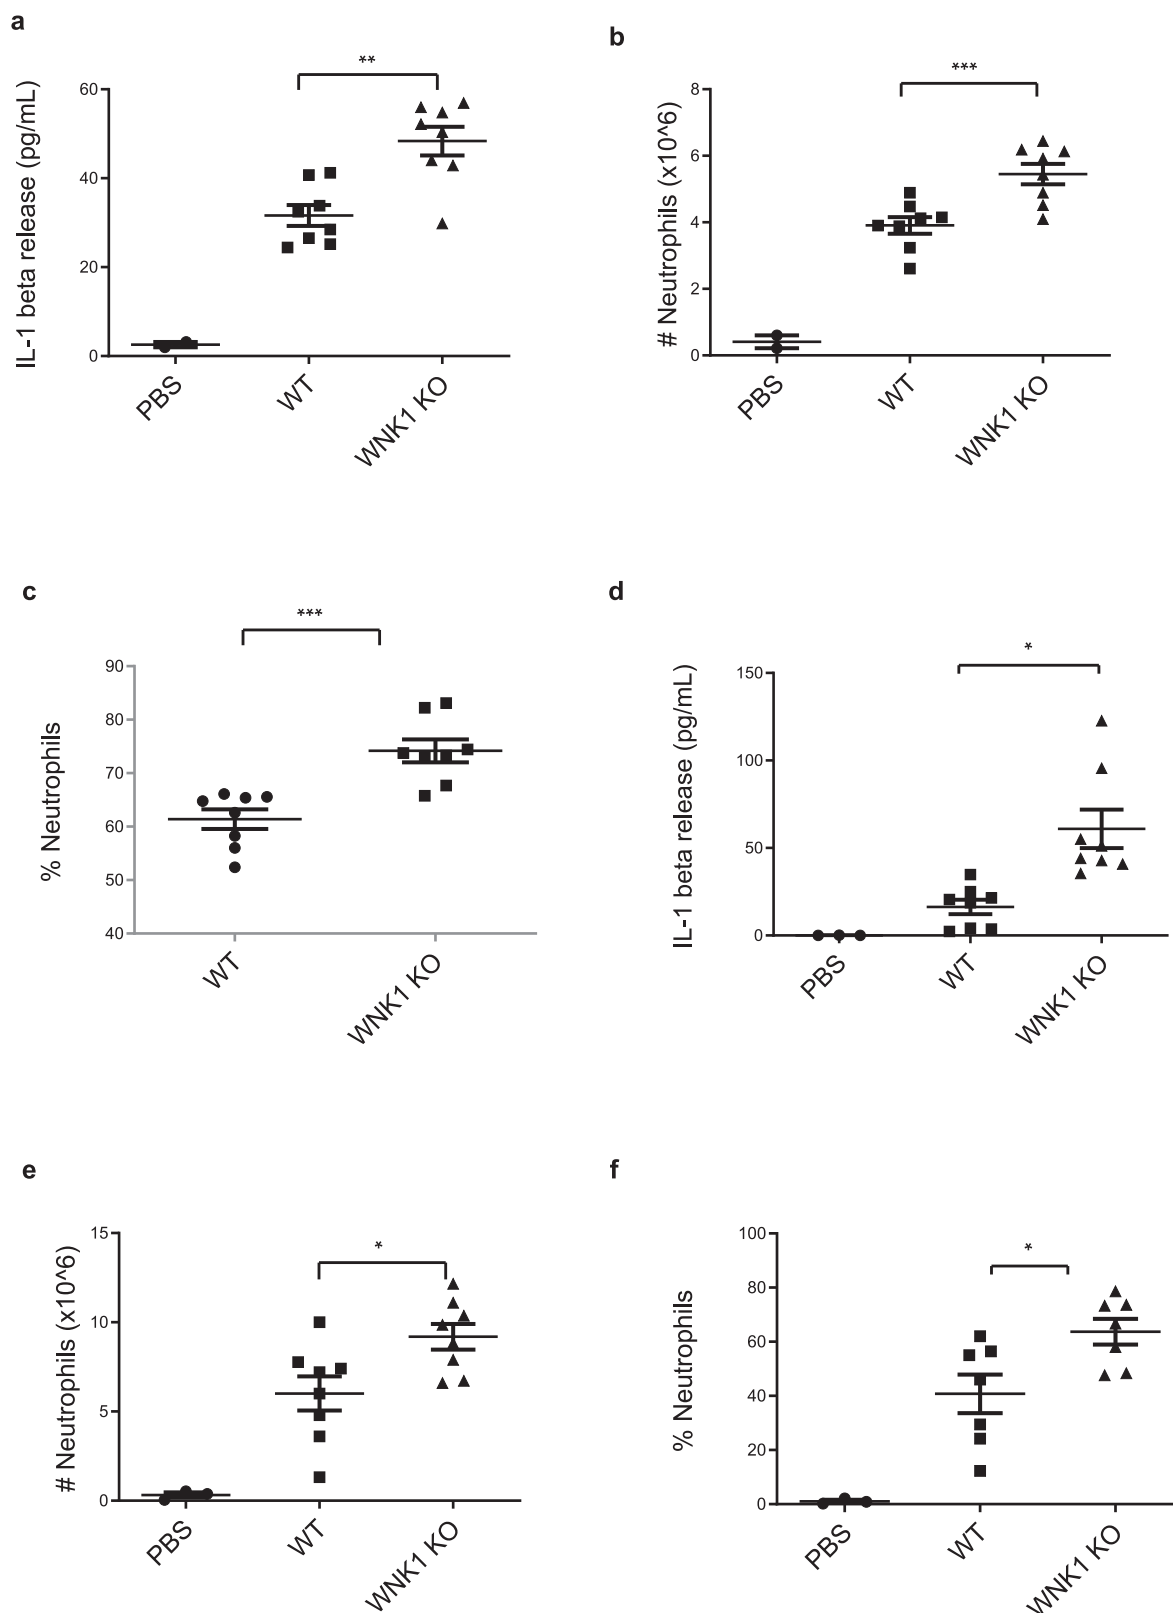 a
**
IL-1 beta release (pg/mL)
60
40
20
0
PBS
WT
WNK1 KO
b
***
# Neutrophils (x10^6)
8
6
4
2
0
PBS
WT
WNK1 KO
c
***
% Neutrophils
90
80
70
60
50
40
WT
WNK1 KO
d
*
IL-1 beta release (pg/mL)
150
100
50
0
PBS
WT
WNK1 KO
e
*
# Neutrophils (x10^6)
15
10
5
0
PBS
WT
WNK1 KO
f
*
% Neutrophils
100
80
60
40
20
0
PBS
WT
WNK1 KO